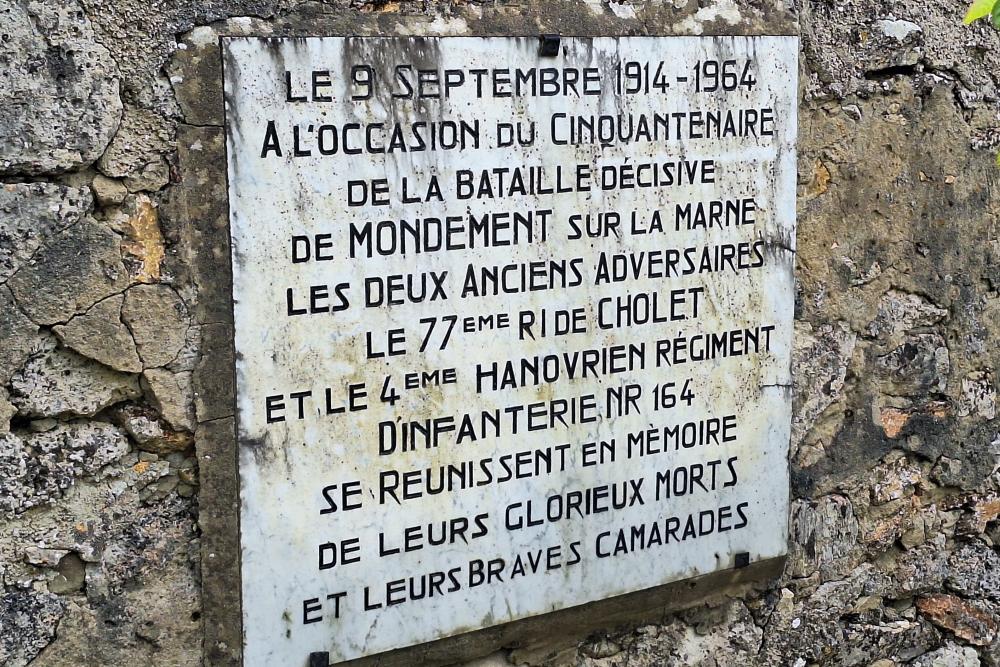 LE 9 SEPTEMBRE 1914-1964
A L'OCCASION DU CINQUANTENAIRE
DE LA BATAILLE DÉCISIVE
DE MONDEMENT SUR LA MARNE
LES DEUX ANCIENS ADVERSAIRES
LE 77EME RI DE CHOLET
ET LE 4EME HANOVRIEN RÉGIMENT
D'INFANTERIE NR 164
SE REUNISSENT EN MÈMOIRE
DE LEURS GLORIEUX MORTS
ET LEURS BRAVES CAMARADES